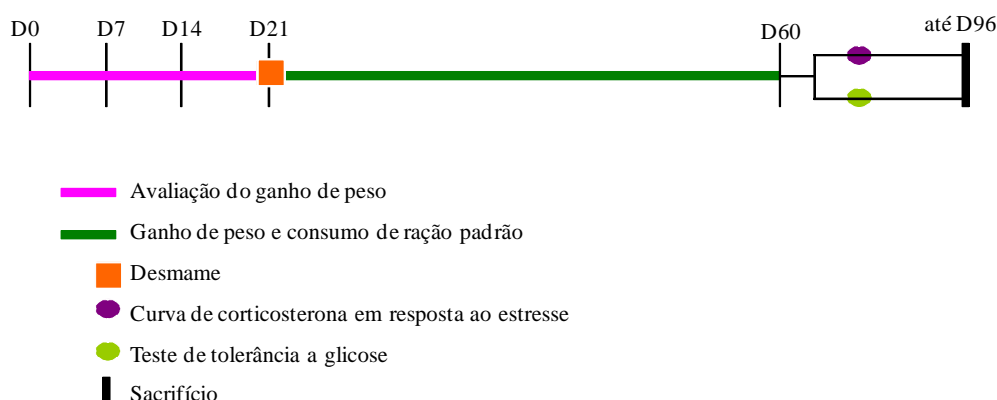 D0 D7 D14 D21 D60 até D96
Avaliação do ganho de peso
Ganho de peso e consumo de ração padrão
Desmame
Curva de corticosterona em resposta ao estresse
Teste de tolerância a glicose
Sacrifício